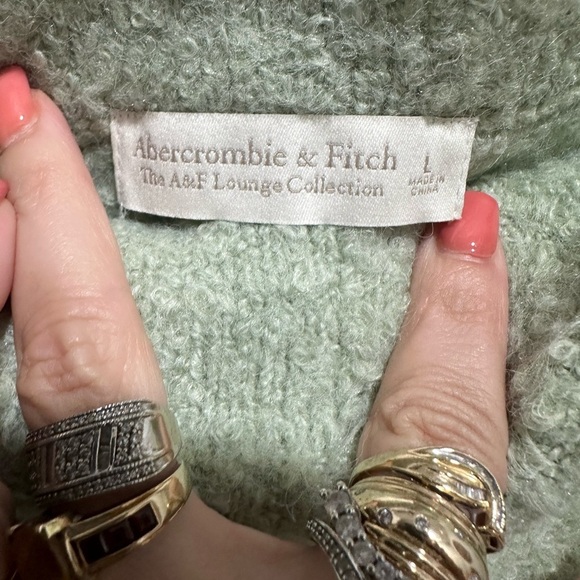 Abercrombie & Fitch
The A&F Lounge Collection
L
MADE IN
CHINA